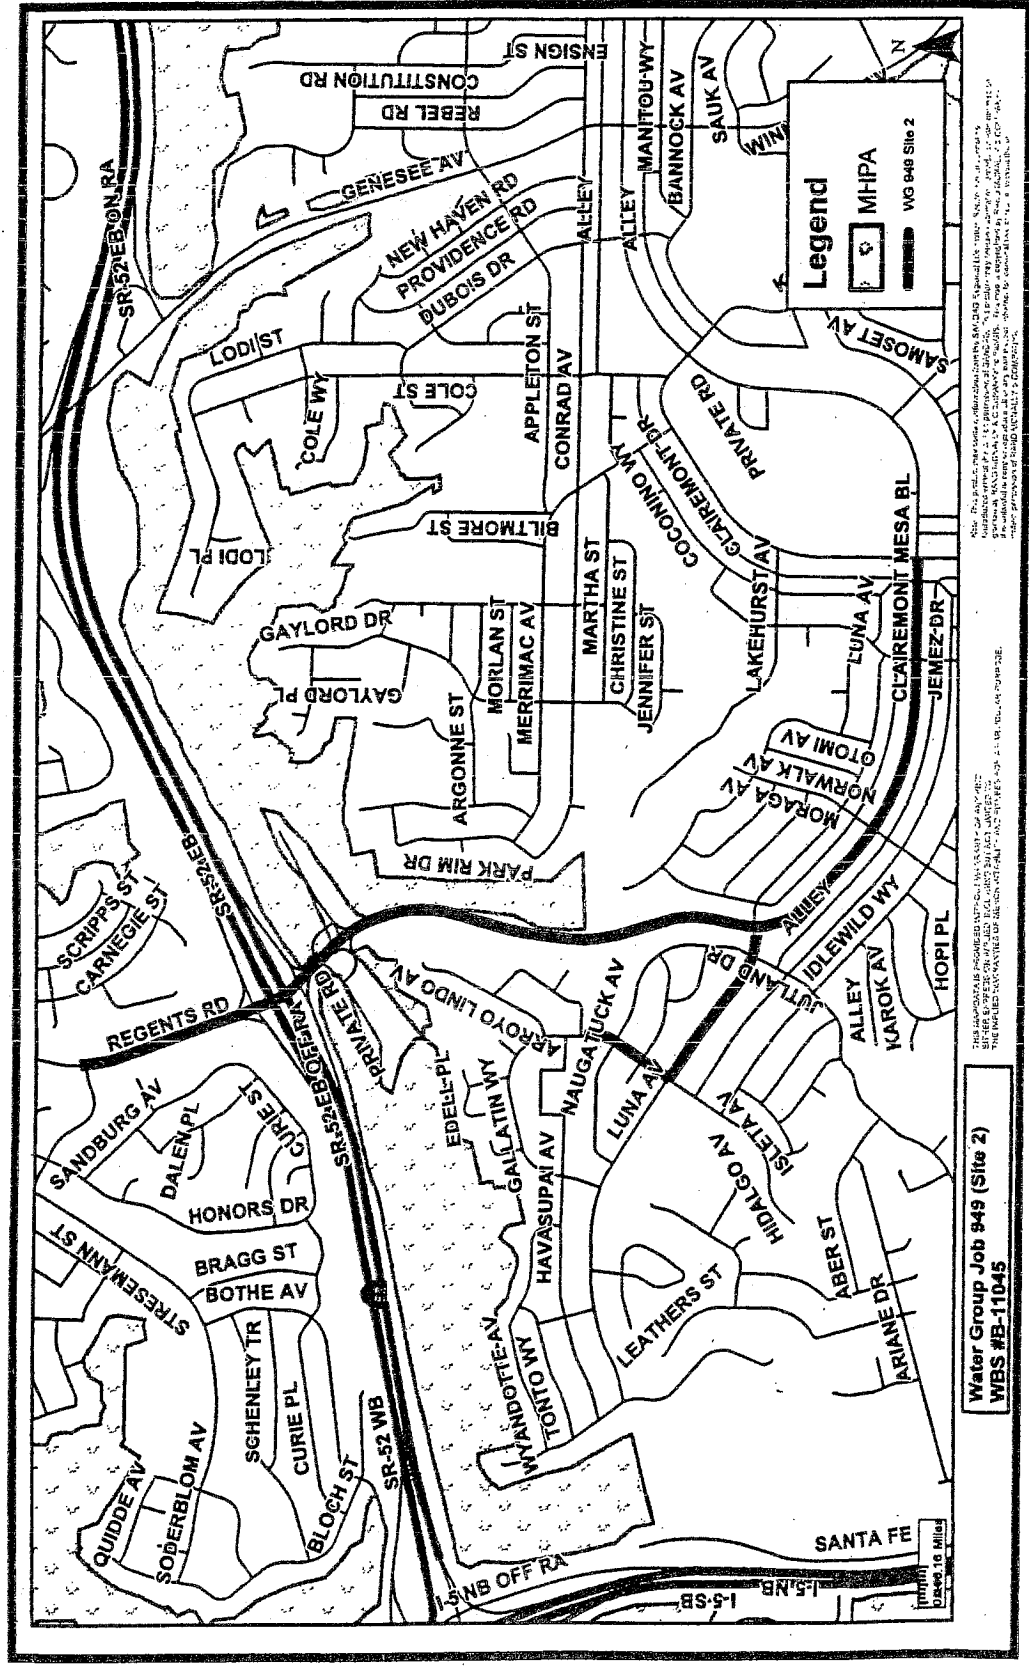 SR-52 EB ON RA
ENSIGN ST
CONSTITUTION RD
REBEL RD
GENESEE AV
NEW HAVEN RD
PROVIDENCE RD
DUBOIS DR
ALLEY
ALLEY
MANITOU WY
BANNOCK AV
SAUK AV
N
Legend
MHPA
WG 949 Site 2
SAMOSET AV
LODI ST
COLE WY
COLE ST
APPLETON ST
CONRAD AV
PRIVATE RD
CLAIREMONT DR
COCONINO WY
BILTMORE ST
LODI PL
GAYLORD DR
GAYLORD PL
MORLAN ST
MERRIMAC AV
ARGONNE ST
MARTHA ST
CHRISTINE ST
JENNIFER ST
LAKEHURST AV
LUNA AV
CLAIREMONT MESA BL
JEMEZ DR
OTOMI AV
NORWALK AV
MORAGA AV
PARK RIM DR
SR-52 EB
SCRIPPS ST
CARNEGIE ST
REGENTS RD
PRIVATE RD
ARROYO LINDO AV
ALLEY
IDLEWILD WY
JUTLAND DR
HOPI PL
KAROK AV
ALLEY
NAUGATUCK AV
LUNA AV
EDELL PL
GALLATIN WY
HAVASUPAI AV
ISLETA AV
HIDALGO AV
SANDBURG AV
DALEN PL
CURIE ST
HONORS DR
BRAGG ST
BOTHE AV
STRESEMANN ST
SCHENLEY TR
CURIE PL
BLOCH ST
SODERBLOM AV
QUIDDE AV
SR-52 WB
SR-52 EB OFF RA
WYANDOTTE AV
TONTO WY
LEATHERS ST
ABER ST
ARIANE DR
SANTA FE
I-5 NB OFF RA
I-5 SB
I-5 NB
Water Group Job 949 (Site 2)
WBS #B-11045